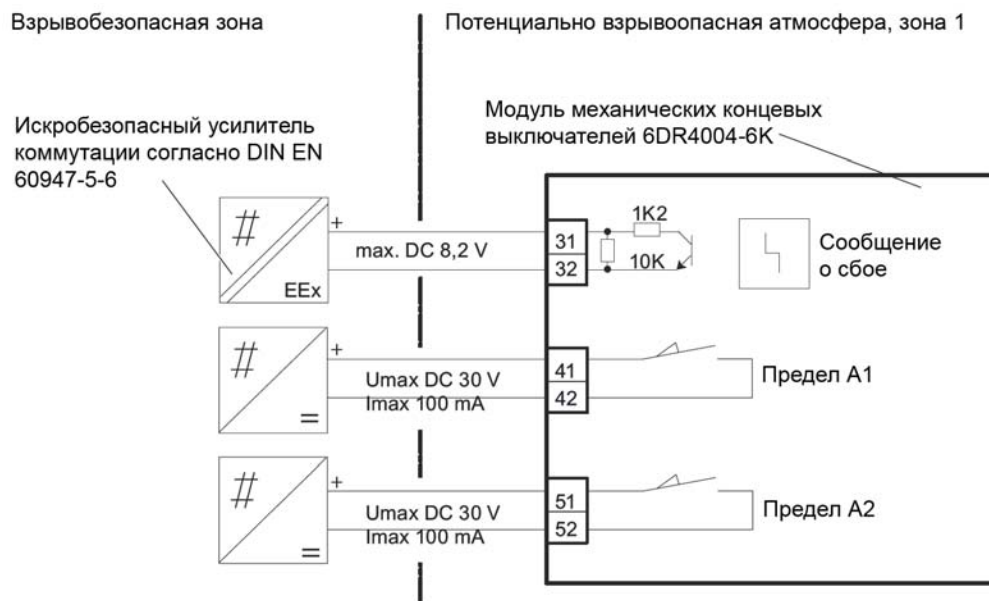 Взрывобезопасная зона
Потенциально взрывоопасная атмосфера, зона 1
Искробезопасный усилитель
коммутации согласно DIN EN
60947-5-6
Модуль механических концевых
выключателей 6DR4004-6K
#
EEx
+
max. DC 8,2 V
31
32
1K2
10K
Сообщение
о сбое
#
=
+
Umax DC 30 V
Imax 100 mA
41
42
Предел A1
#
=
+
Umax DC 30 V
Imax 100 mA
51
52
Предел A2